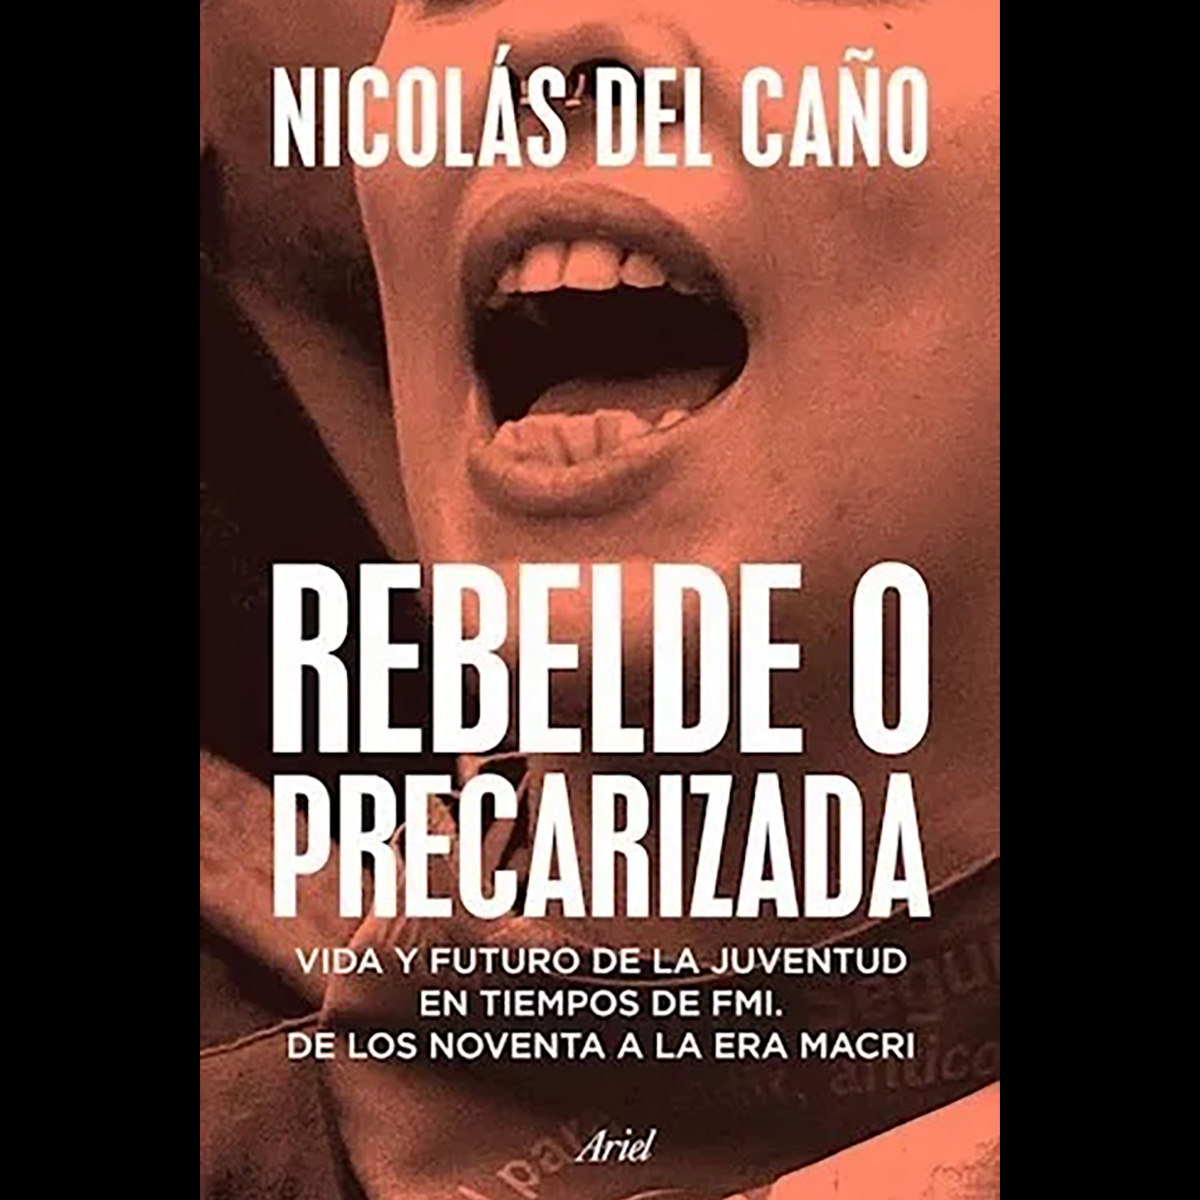 NICOLÁS DEL CAÑO
REBELDE O
PRECARIZADA
VIDA Y FUTURO DE LA JUVENTUD
EN TIEMPOS DE FMI.
DE LOS NOVENTA A LA ERA MACRI
Ariel